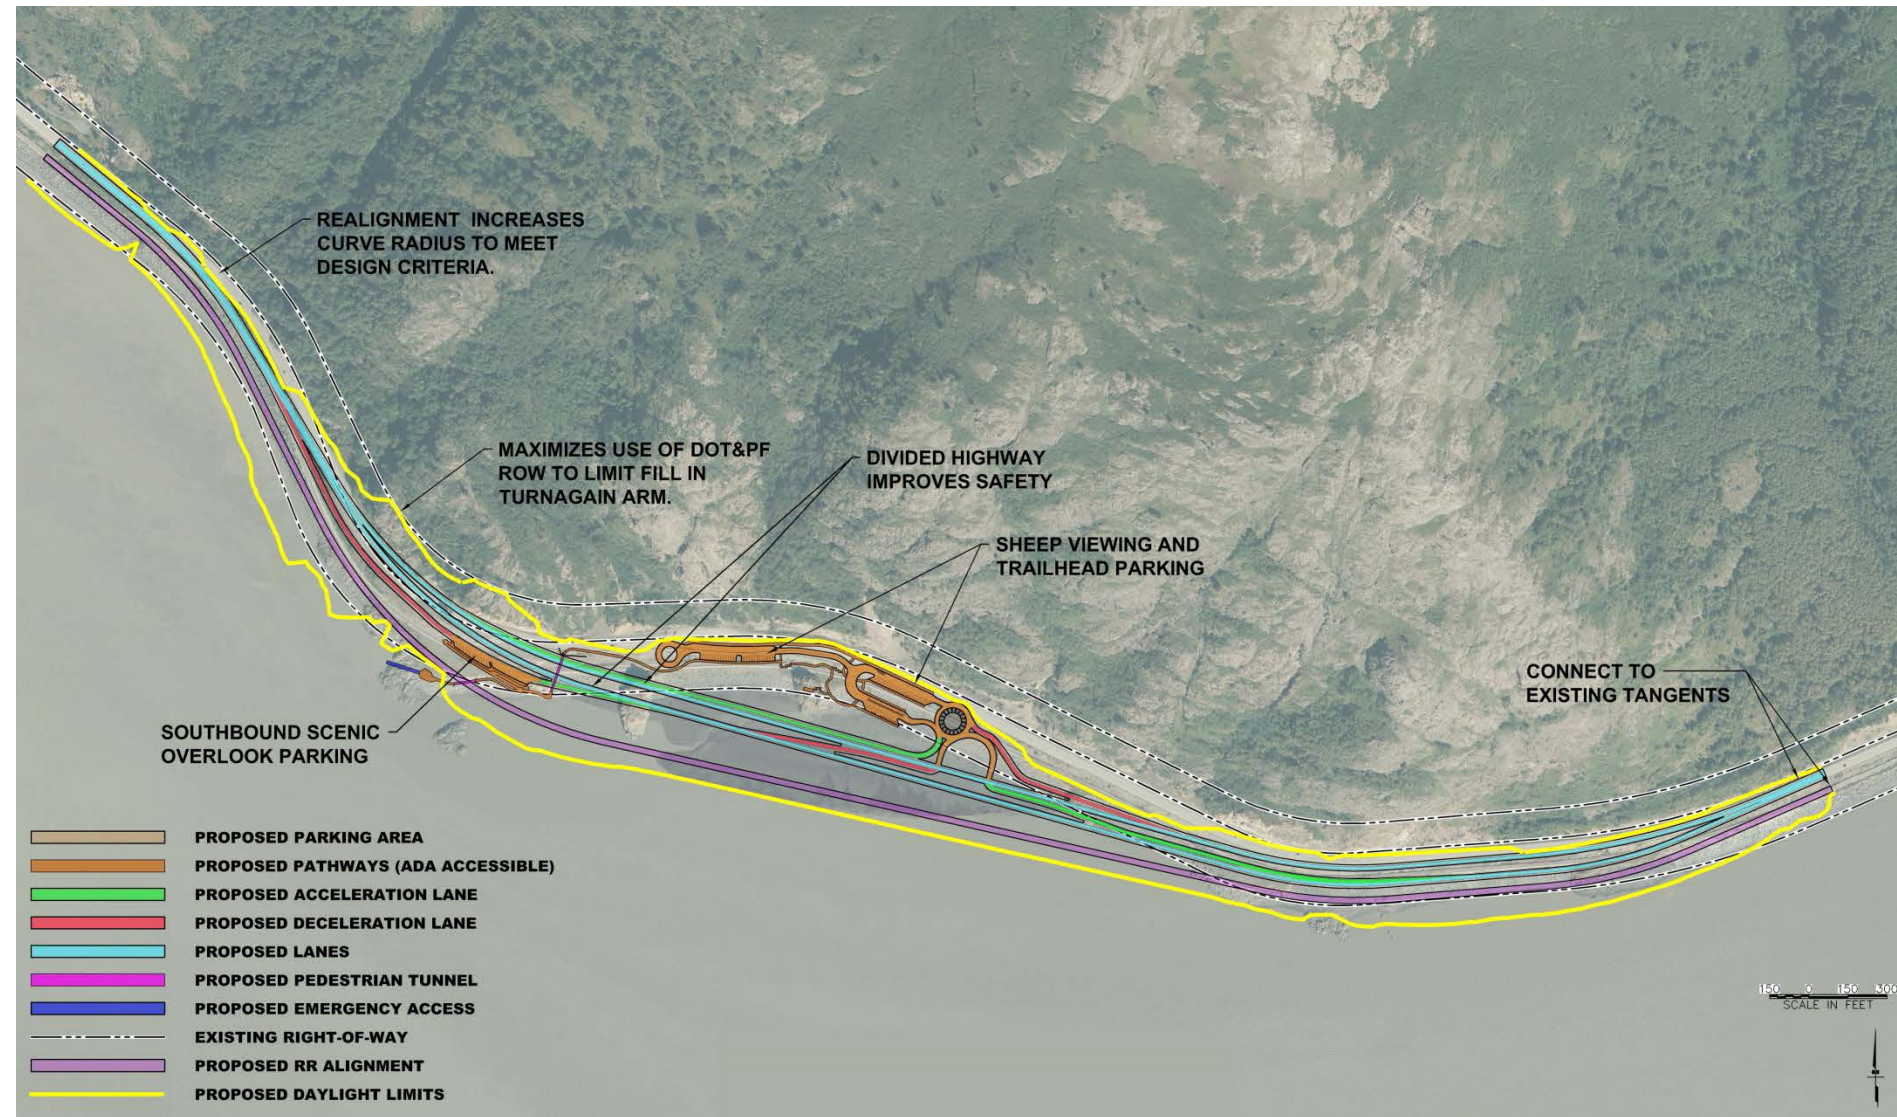 REALIGNMENT INCREASES
CURVE RADIUS TO MEET
DESIGN CRITERIA.
MAXIMIZES USE OF DOT&PF
ROW TO LIMIT FILL IN
TURNAGAIN ARM.
DIVIDED HIGHWAY
IMPROVES SAFETY
SHEEP VIEWING AND
TRAILHEAD PARKING
CONNECT TO
EXISTING TANGENTS
SOUTHBOUND SCENIC
OVERLOOK PARKING
PROPOSED PARKING AREA
PROPOSED PATHWAYS (ADA ACCESSIBLE)
PROPOSED ACCELERATION LANE
PROPOSED DECELERATION LANE
PROPOSED LANES
PROPOSED PEDESTRIAN TUNNEL
PROPOSED EMERGENCY ACCESS
EXISTING RIGHT-OF-WAY
PROPOSED RR ALIGNMENT
PROPOSED DAYLIGHT LIMITS
150 0 150 300
SCALE IN FEET